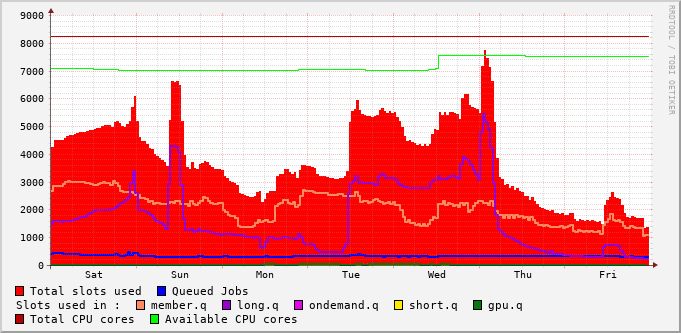 9000
8000
7000
6000
5000
4000
3000
2000
1000
0
Sat Sun Mon Tue Wed Thu Fri
RRDTOOL / TOBI OETIKER
Total slots used Queued Jobs
Slots used in : member.q long.q ondemand.q short.q gpu.q
Total CPU cores Available CPU cores